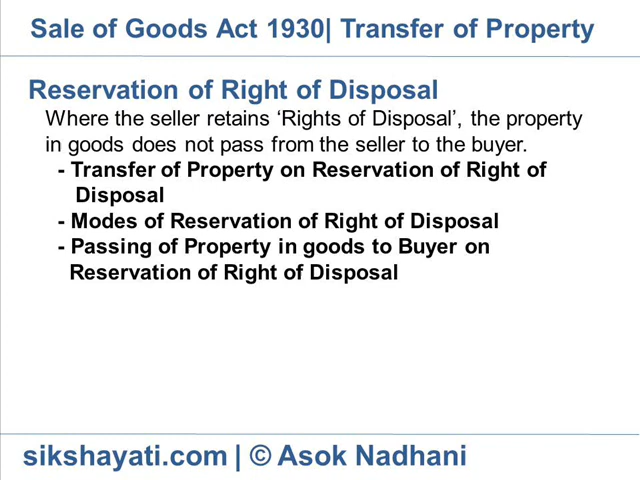 Sale of Goods Act 1930| Transfer of Property
Reservation of Right of Disposal
Where the seller retains ‘Rights of Disposal’, the property
in goods does not pass from the seller to the buyer.
- Transfer of Property on Reservation of Right of
Disposal
- Modes of Reservation of Right of Disposal
- Passing of Property in goods to Buyer on
Reservation of Right of Disposal
sikshayati.com | © Asok Nadhani